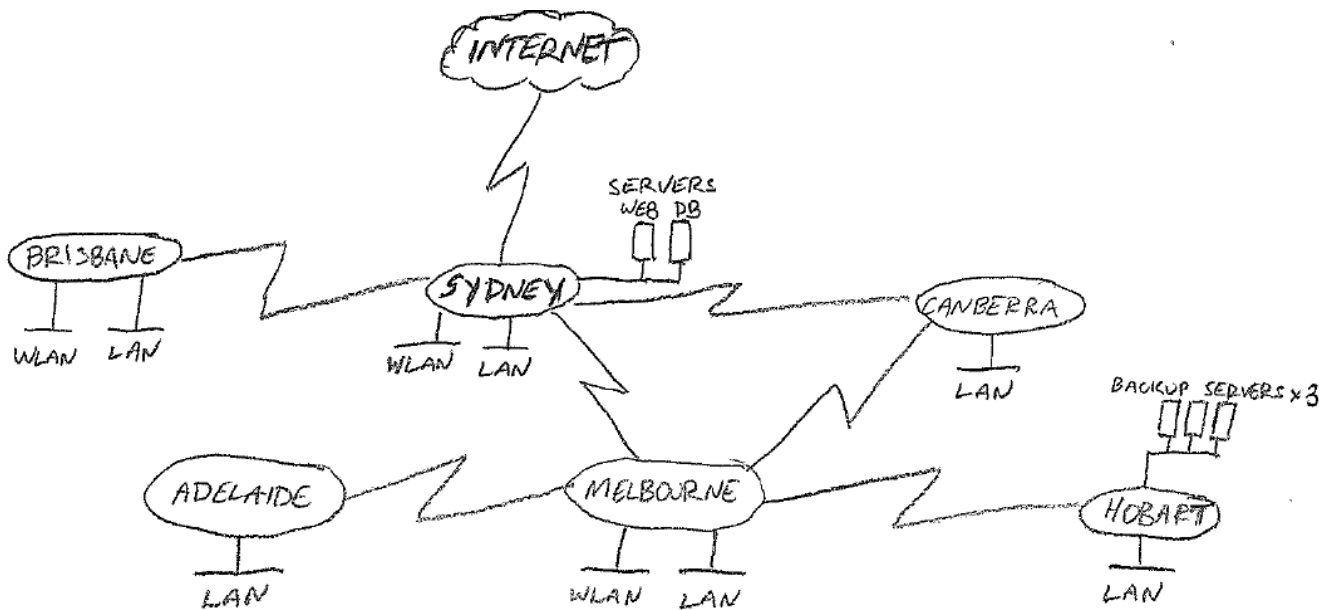 INTERNET
SERVERS
WEB DB
BRISBANE
SYDNEY
CANBERRA
WLAN LAN
WLAN LAN
LAN
BACKUP SERVERS x 3
ADELAIDE
MELBOURNE
HOBART
LAN
WLAN LAN
LAN